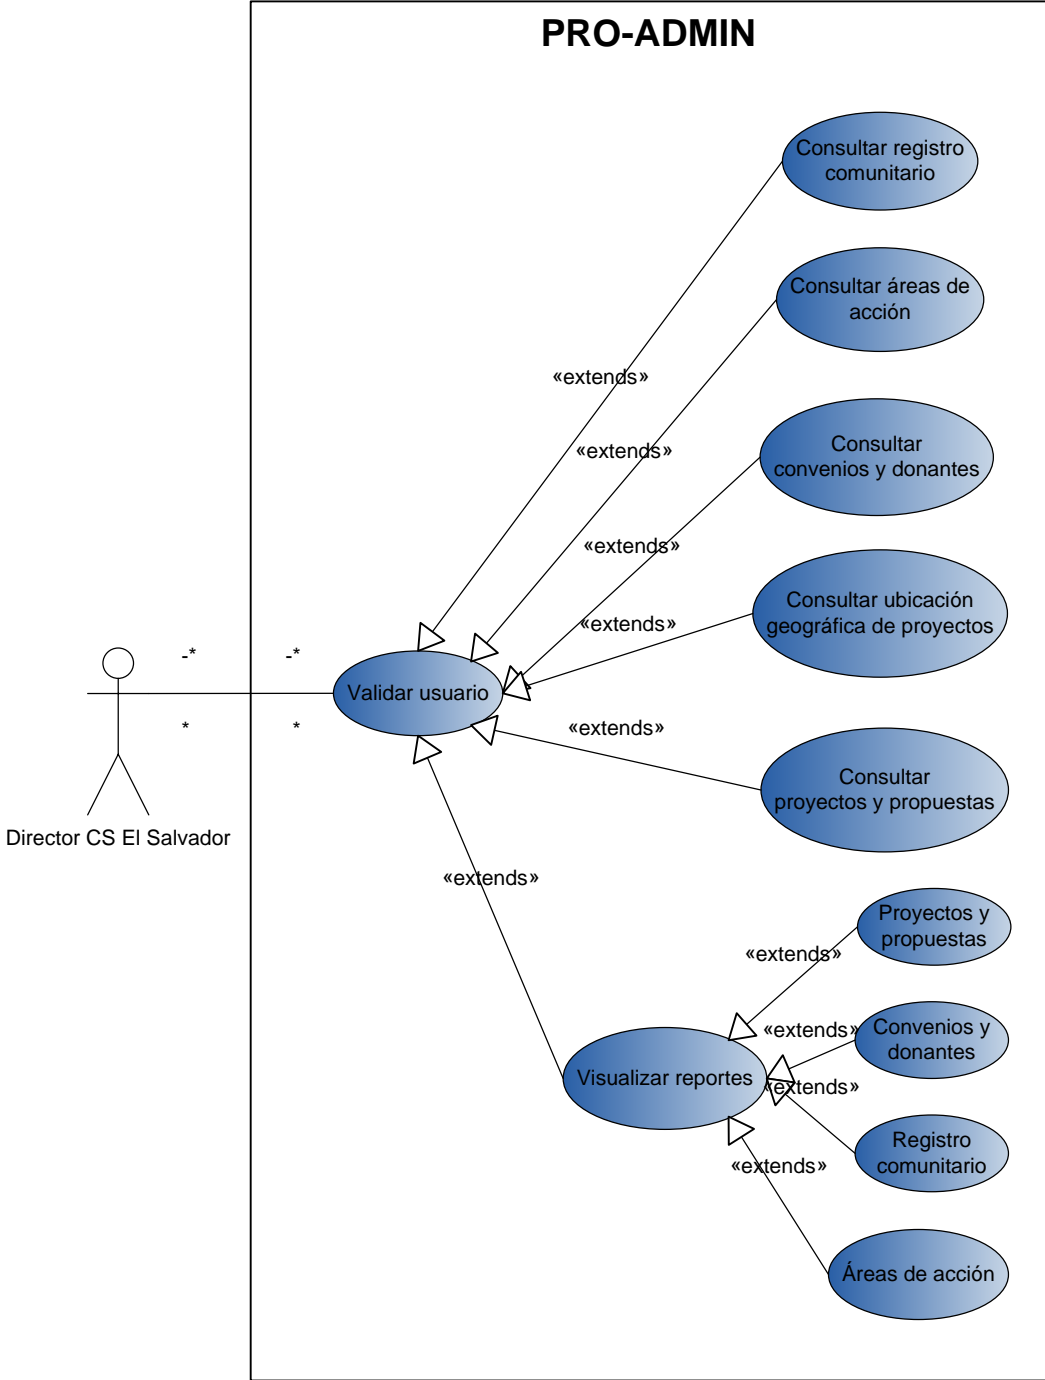 PRO-ADMIN
Consultar registro
comunitario
Consultar áreas de
acción
«extends»
«extends»
Consultar
convenios y donantes
«extends»
Consultar ubicación
geográfica de proyectos
«extends»
-*
-*
Validar usuario
*
*
«extends»
Consultar
proyectos y propuestas
Director CS El Salvador
«extends»
Proyectos y
propuestas
«extends»
Convenios y
donantes
«extends»
Visualizar reportes
«extends»
Registro
comunitario
«extends»
Áreas de acción